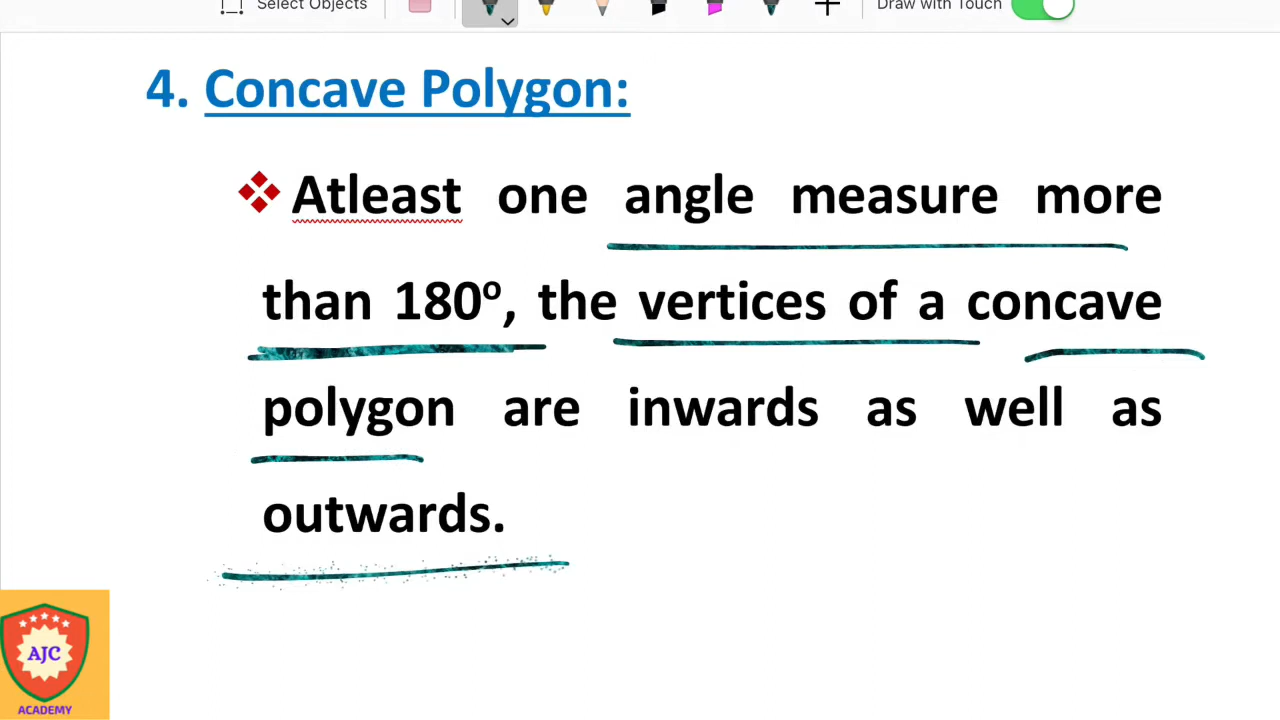 Select Objects
Draw with Touch
4. Concave Polygon:
Atleast one angle measure more
than 180º, the vertices of a concave
polygon are inwards as well as
outwards.
AJC
ACADEMY